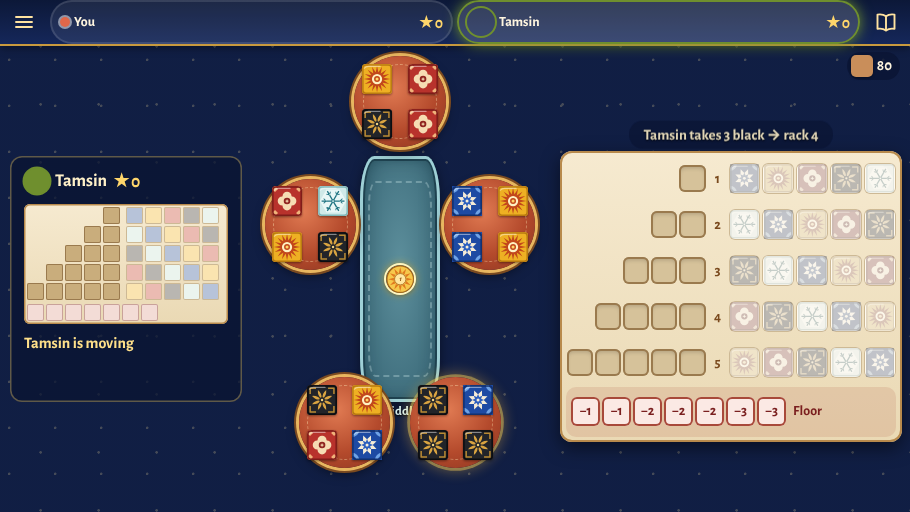 You
★0
Tamsin
★0
80
Tamsin takes 3 black → rack 4
Tamsin ★0
Tamsin is moving
1
2
3
4
5
-1 -1 -2 -2 -2 -3 -3 Floor
1